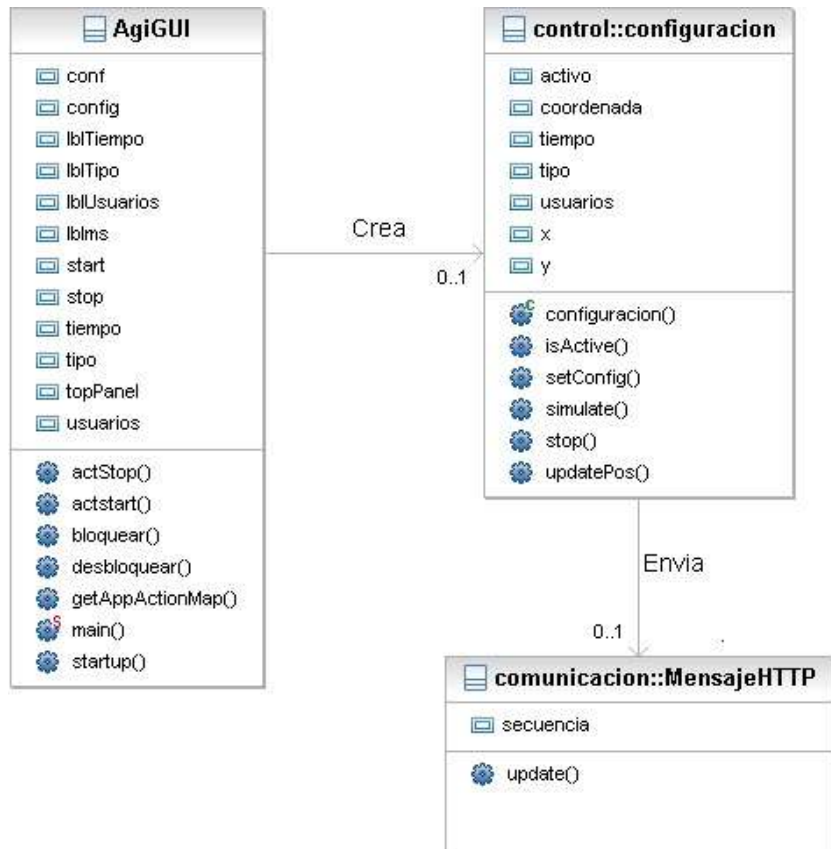 AgiGUI
conf
config
lblTiempo
lblTipo
lblUsuarios
lblms
start
stop
tiempo
tipo
topPanel
usuarios
actStop()
actstart()
bloquear()
desbloquear()
getAppActionMap()
S
main()
startup()
Crea
0..1
control::configuracion
activo
coordenada
tiempo
tipo
usuarios
x
y
C
configuracion()
isActive()
setConfig()
simulate()
stop()
updatePos()
Envia
0..1
comunicacion::MensajeHTTP
secuencia
update()